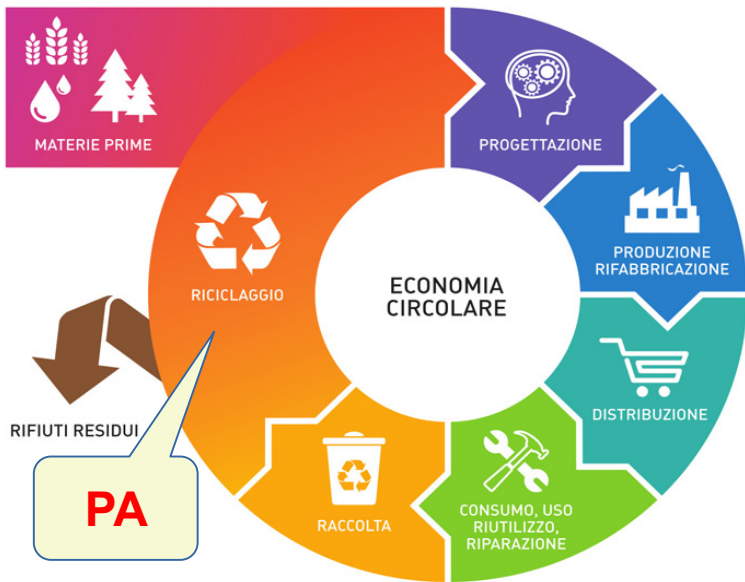 MATERIE PRIME
PROGETTAZIONE
PRODUZIONE
RIFABBRICAZIONE
RICICLAGGIO
ECONOMIA
CIRCOLARE
DISTRIBUZIONE
RIFIUTI RESIDUI
PA
RACCOLTA
CONSUMO, USO
RIUTILIZZO,
RIPARAZIONE